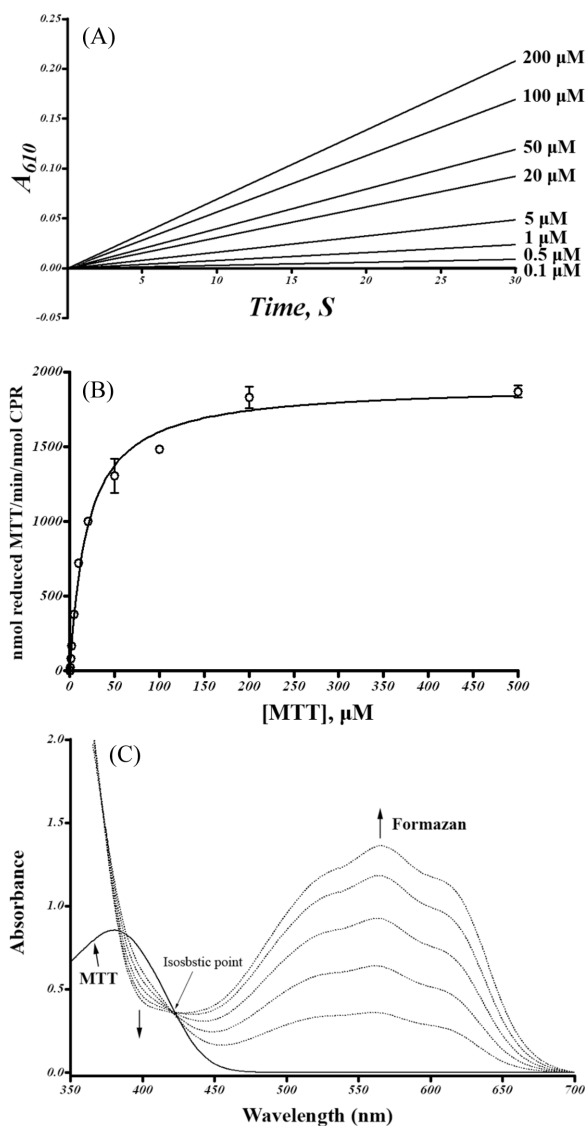 (A)
A610
0.25
0.20
0.15
0.10
0.05
0.00
-0.05
5
10
15
20
25
30
Time, S
200 µM
100 µM
50 µM
20 µM
5 µM
1 µM
0.5 µM
0.1 µM
(B)
nmol reduced MTT/min/nmol CPR
2000
1500
1000
500
0
0
50
100
150
200
250
300
350
400
450
500
[MTT], µM
(C)
Absorbance
2.0
1.5
1.0
0.5
0.0
MTT
Isosbstic point
Formazan
350
400
450
500
550
600
650
700
Wavelength (nm)